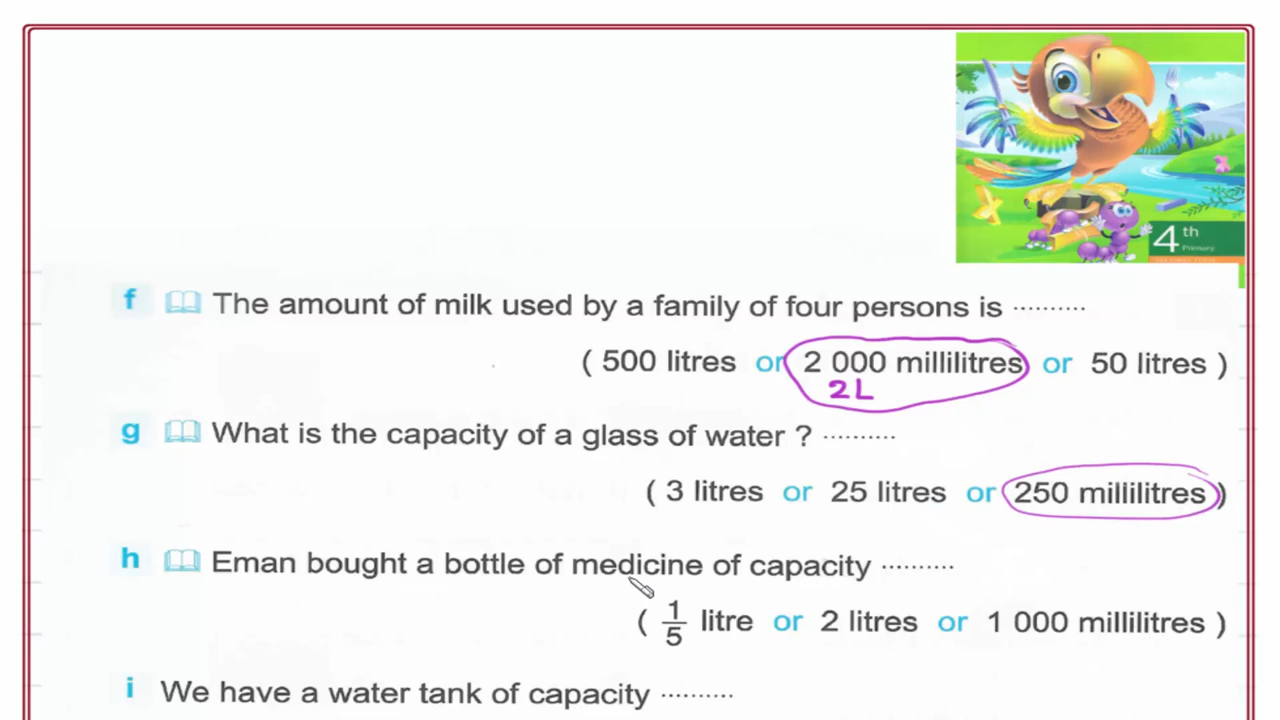 4th
Primary
f The amount of milk used by a family of four persons is ··········
( 500 litres or 2 000 millilitres or 50 litres )
2L
g What is the capacity of a glass of water ? ··········
( 3 litres or 25 litres or 250 millilitres )
h Eman bought a bottle of medicine of capacity ··········
( 1/5 litre or 2 litres or 1 000 millilitres )
i We have a water tank of capacity ··········